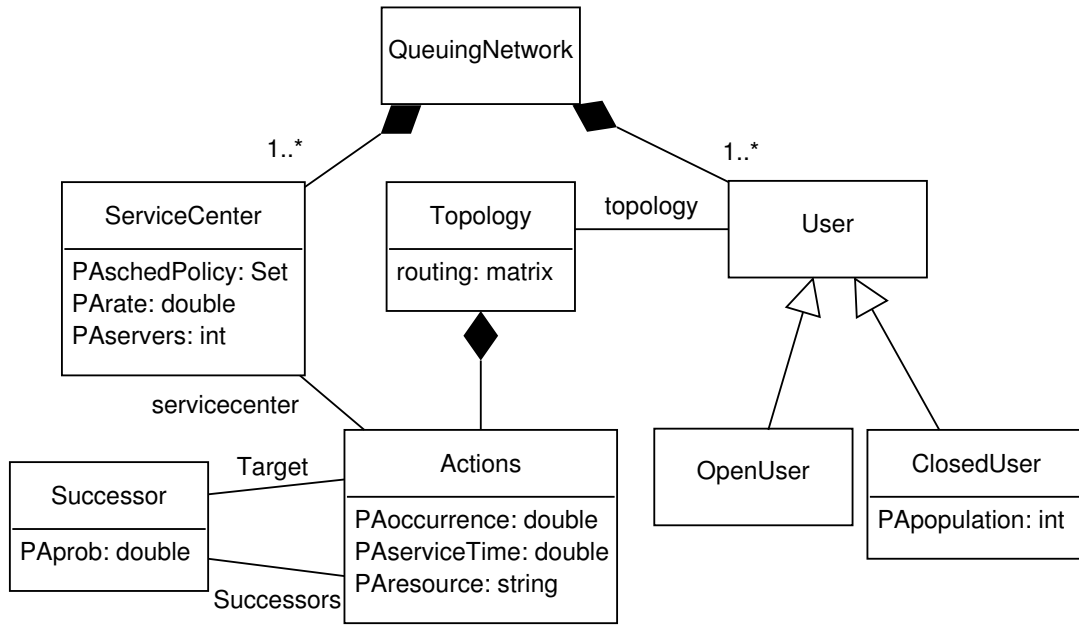 QueuingNetwork
1..*
1..*
ServiceCenter
PAschedPolicy: Set
PArate: double
PAservers: int
Topology
routing: matrix
topology
User
servicecenter
Successor
PAprob: double
Target
Successors
Actions
PAoccurrence: double
PAserviceTime: double
PAresource: string
OpenUser
ClosedUser
PApopulation: int